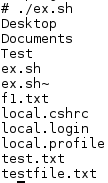 # ./ex.sh
Desktop
Documents
Test
ex.sh
ex.sh~
f1.txt
local.cshrc
local.login
local.profile
test.txt
testfile.txt